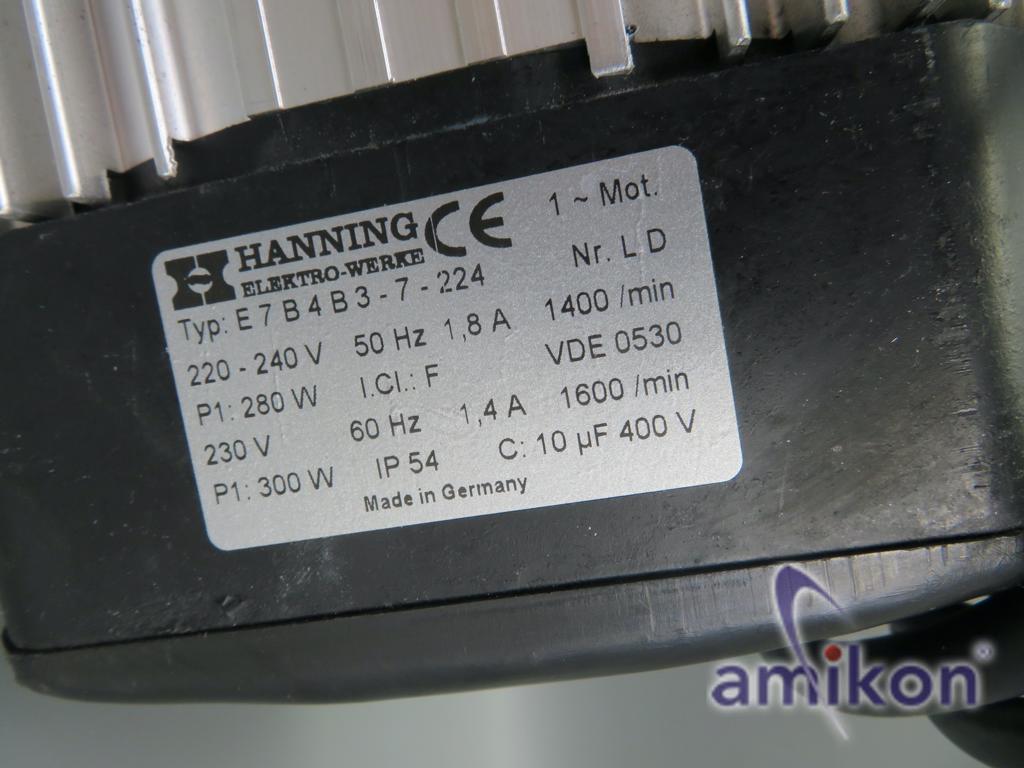 HANNING CE 1 ~ Mot.
ELEKTRO-WERKE
Typ: E 7 B 4 B 3 - 7 - 224 Nr. L D
220 - 240 V 50 Hz 1,8 A 1400 /min
P1: 280 W I.Cl.: F VDE 0530
230 V 60 Hz 1,4 A 1600 /min
P1: 300 W IP 54 C: 10 µF 400 V
Made in Germany
amikon®